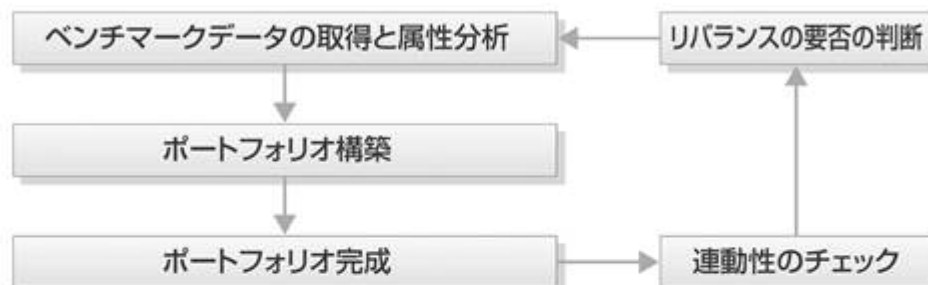 ベンチマークデータの取得と属性分析
リバランスの要否の判断
ポートフォリオ構築
ポートフォリオ完成
連動性のチェック